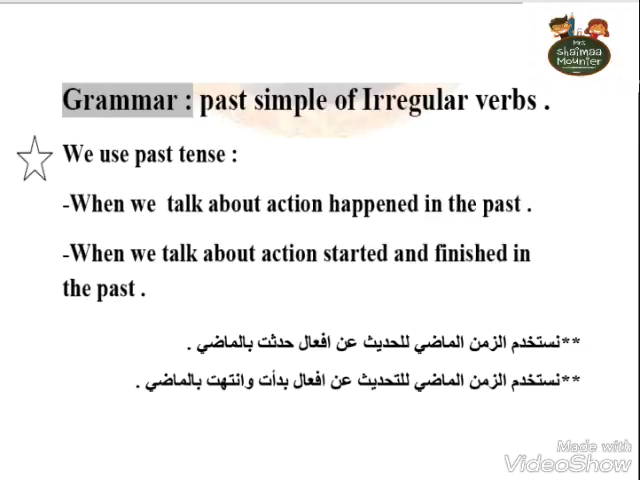 Mrs
shaimaa
Mounier
Grammar : past simple of Irregular verbs .
We use past tense :
-When we talk about action happened in the past .
-When we talk about action started and finished in
the past .
**نستخدم الزمن الماضي للحديث عن افعال حدثت بالماضي .
**نستخدم الزمن الماضي للتحديث عن افعال بدأت وانتهت بالماضي .
Made with
VideoShow